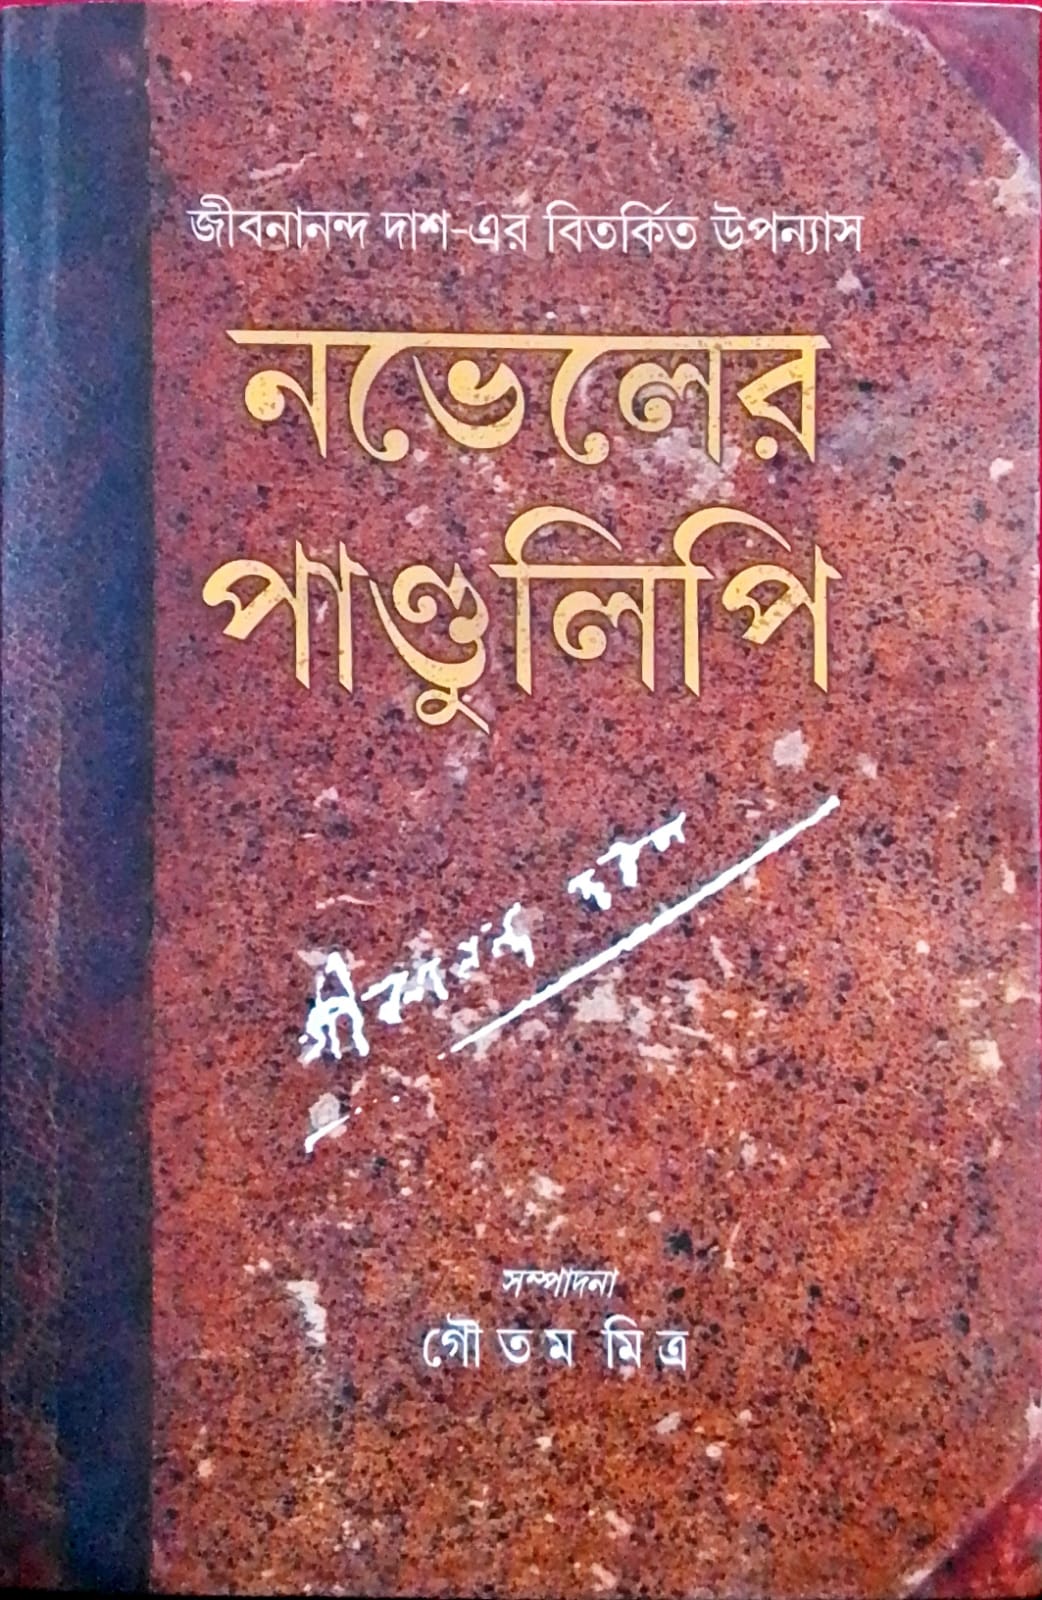 জীবনানন্দ দাশ-এর বিতর্কিত উপন্যাস
নভেলের
পাণ্ডুলিপি
জীবনানন্দ দাশ
সম্পাদনা
গৌতম মিত্র